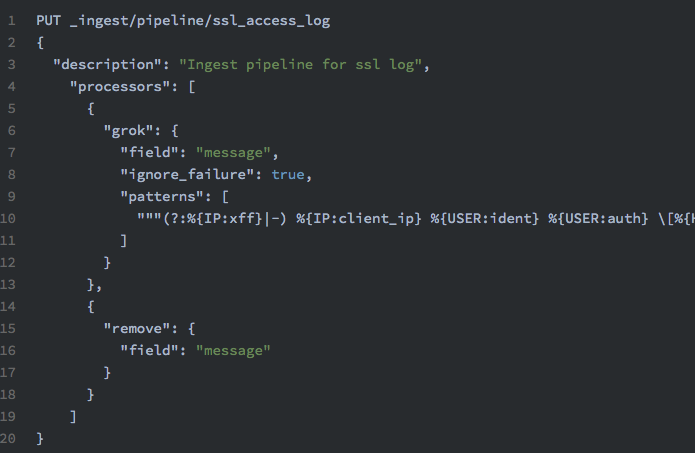 1 PUT _ingest/pipeline/ssl_access_log
2 {
3 "description": "Ingest pipeline for ssl log",
4 "processors": [
5 {
6 "grok": {
7 "field": "message",
8 "ignore_failure": true,
9 "patterns": [
10 """(?:%{IP:xff}|-) %{IP:client_ip} %{USER:ident} %{USER:auth} \[%{H
11 ]
12 }
13 },
14 {
15 "remove": {
16 "field": "message"
17 }
18 }
19 ]
20 }